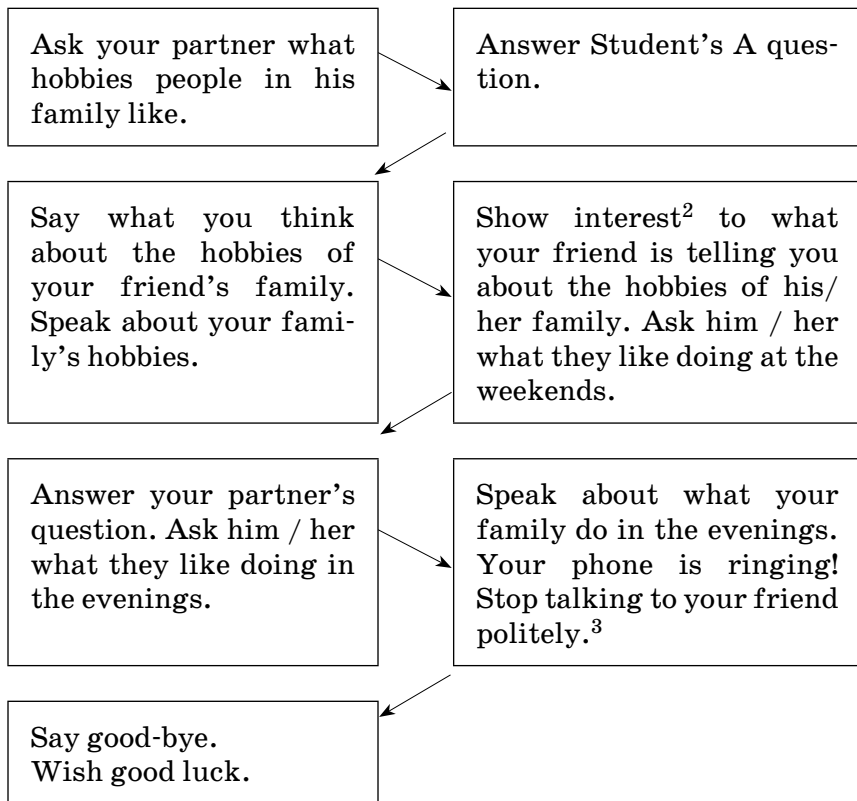 Ask your partner what
hobbies people in his
family like.
Answer Student's A ques-
tion.
Say what you think
about the hobbies of
your friend's family.
Speak about your fami-
ly's hobbies.
Show interest² to what
your friend is telling you
about the hobbies of his/
her family. Ask him / her
what they like doing at the
weekends.
Answer your partner's
question. Ask him / her
what they like doing in
the evenings.
Speak about what your
family do in the evenings.
Your phone is ringing!
Stop talking to your friend
politely.³
Say good-bye.
Wish good luck.